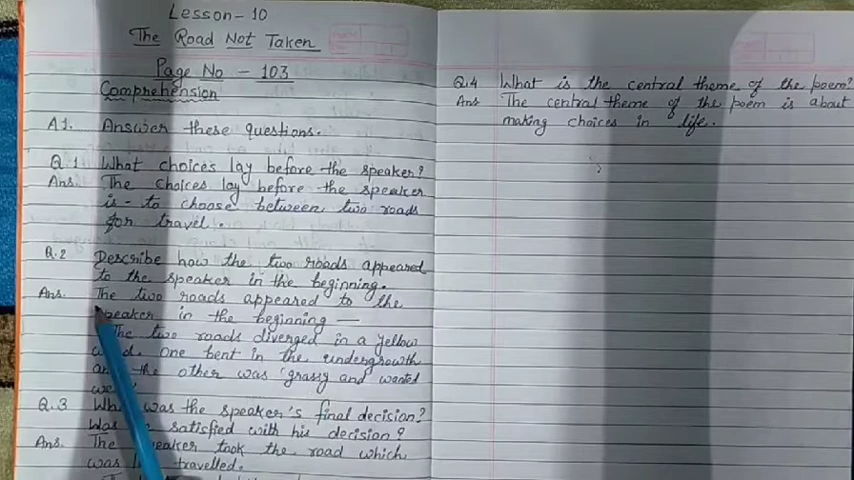 Lesson-10
The Road Not Taken
Page No - 103
Comprehension
A1. Answer these questions.
Q.1 What choices lay before the speaker?
Ans. The choices lay before the speaker
is - to choose between two roads
for travel.
Q.2 Describe how the two roads appeared
to the speaker in the beginning.
Ans. The two roads appeared to the
speaker in the beginning —
The two roads diverged in a yellow
one bent in the undergrowth
and the other was 'grassy and wanted
Q.3 What was the speaker's final decision?
Was satisfied with his decision?
Ans. The speaker took the road which
was travelled.
Q.4 What is the central theme of the poem?
Ans The central theme of the poem is about
making choices in life.